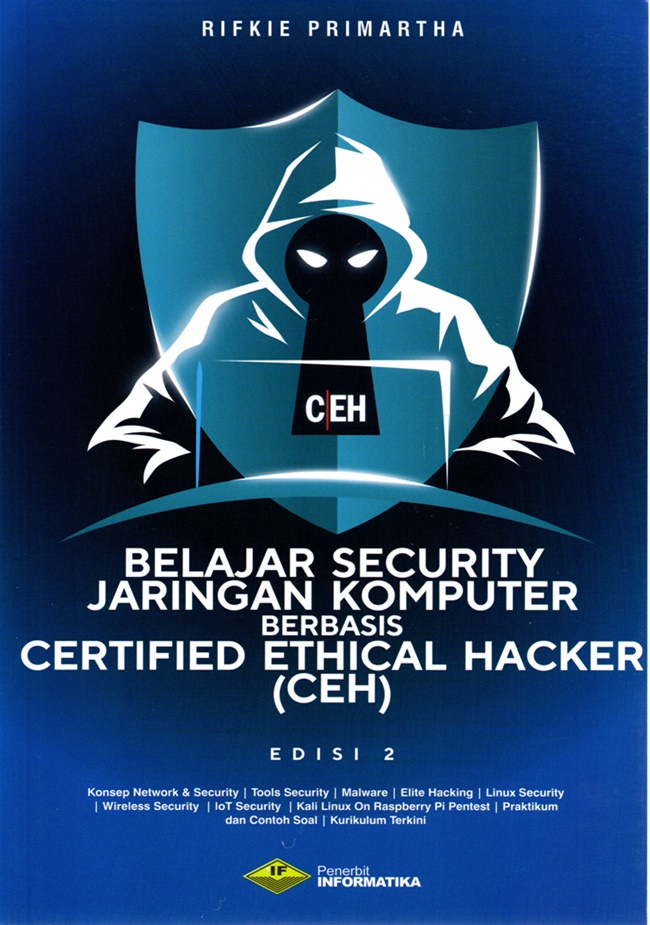 RIFKIE PRIMARTHA
C|EH
BELAJAR SECURITY
JARINGAN KOMPUTER
BERBASIS
CERTIFIED ETHICAL HACKER
(CEH)
EDISI 2
Konsep Network & Security | Tools Security | Malware | Elite Hacking | Linux Security
| Wireless Security | IoT Security | Kali Linux On Raspberry Pi Pentest | Praktikum
dan Contoh Soal | Kurikulum Terkini
IF
Penerbit
INFORMATIKA